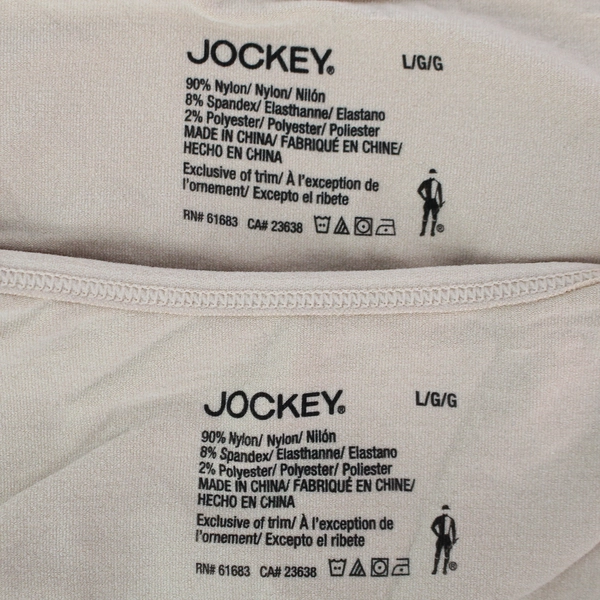 JOCKEY® L/G/G
90% Nylon/ Nylon/ Nilón
8% Spandex/ Elasthanne/ Elastano
2% Polyester/ Polyester/ Poliester
MADE IN CHINA/ FABRIQUÉ EN CHINE/
HECHO EN CHINA
Exclusive of trim/ À l'exception de
l'ornement/ Excepto el ribete
RN# 61683 CA# 23638 ®
JOCKEY® L/G/G
90% Nylon/ Nylon/ Nilón
8% Spandex/ Elasthanne/ Elastano
2% Polyester/ Polyester/ Poliester
MADE IN CHINA/ FABRIQUÉ EN CHINE/
HECHO EN CHINA
Exclusive of trim/ À l'exception de
l'ornement/ Excepto el ribete
RN# 61683 CA# 23638 ®